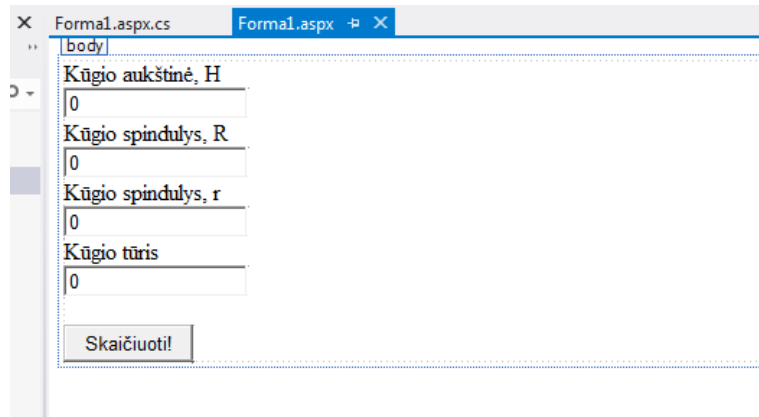 Forma1.aspx.cs Forma1.aspx
body
Kūgio aukštinė, H
0
Kūgio spindulys, R
0
Kūgio spindulys, r
0
Kūgio tūris
0
Skaičiuoti!